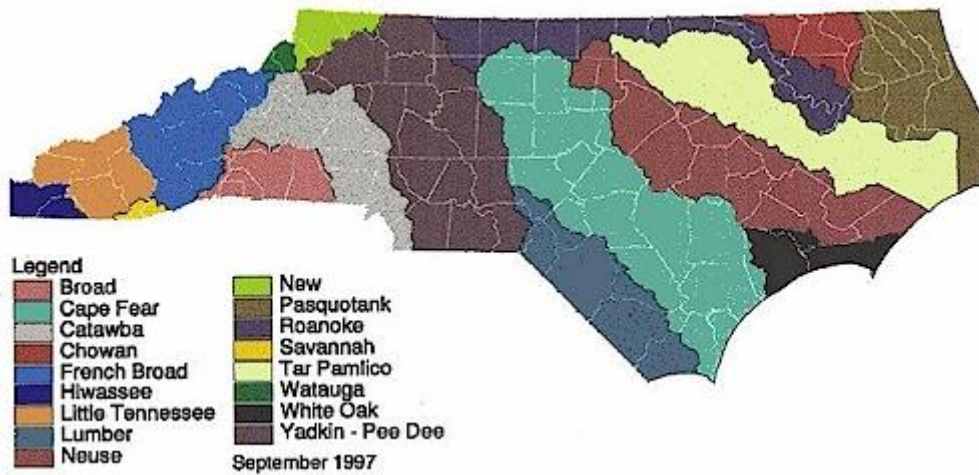 Legend
Broad
Cape Fear
Catawba
Chowan
French Broad
Hiwassee
Little Tennessee
Lumber
Neuse
New
Pasquotank
Roanoke
Savannah
Tar Pamlico
Watauga
White Oak
Yadkin - Pee Dee
September 1997